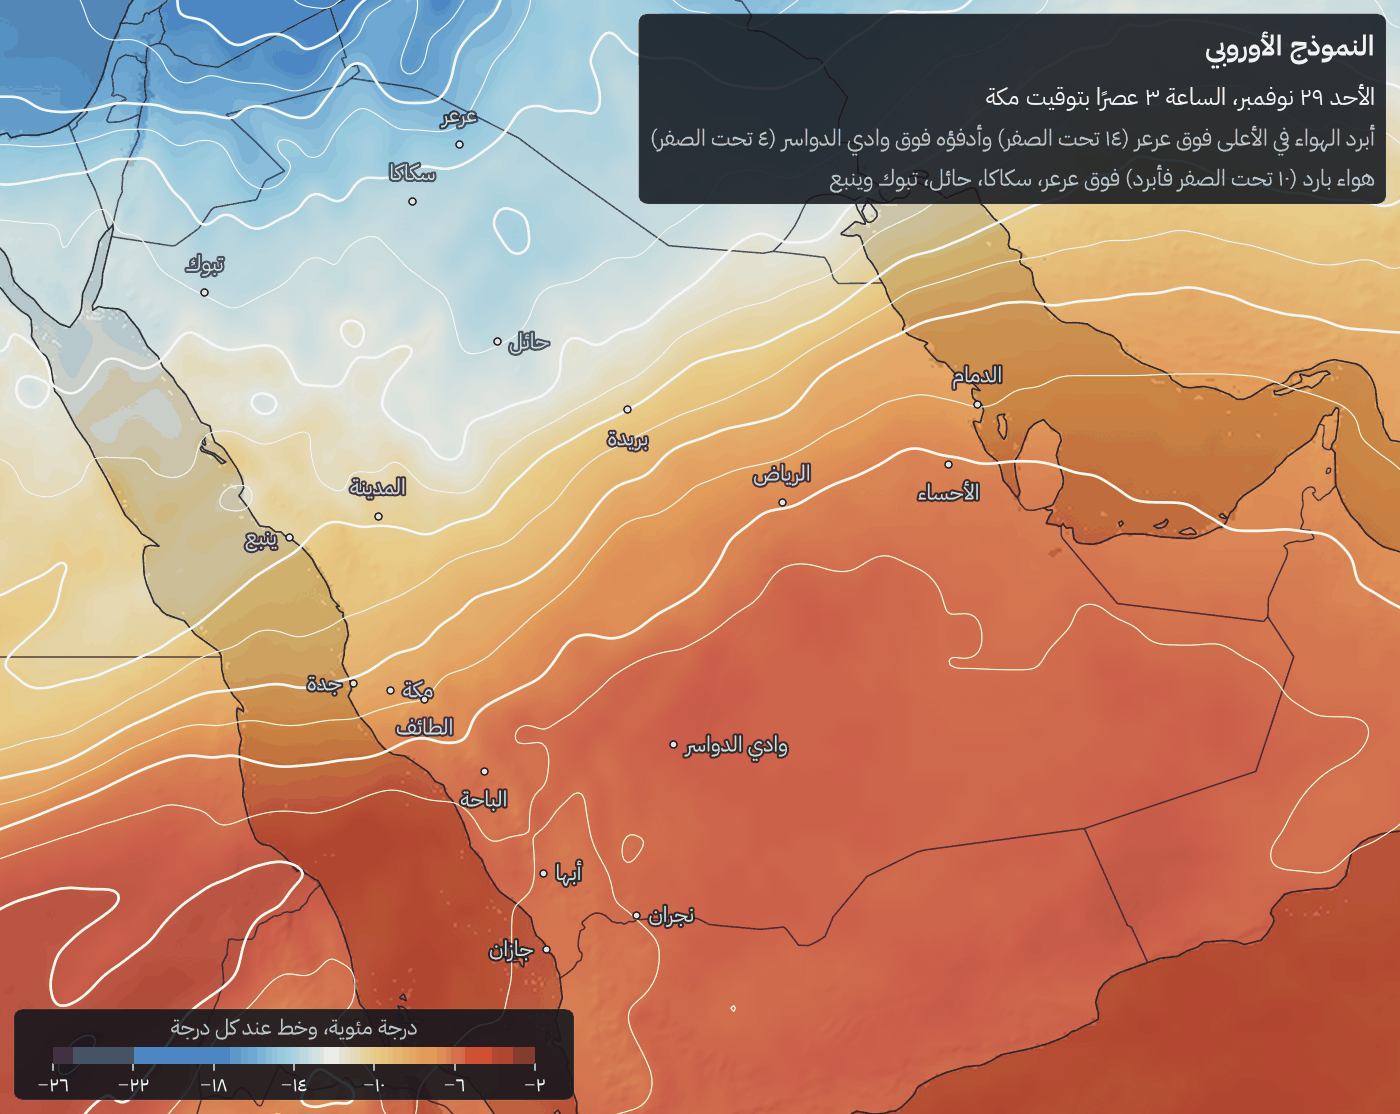 النموذج الأوروبي
الأحد ٢٩ نوفمبر، الساعة ٣ عصرًا بتوقيت مكة
أبرد الهواء في الأعلى فوق عرعر (١٤ تحت الصفر) وأدفؤه فوق وادي الدواسر (٤ تحت الصفر)
هواء بارد (١٠ تحت الصفر فأبرد) فوق عرعر، سكاكا، حائل، تبوك وينبع
عرعر
سكاكا
تبوك
حائل
الدمام
بريدة
الرياض
الأحساء
المدينة
ينبع
جدة
مكة
الطائف
وادي الدواسر
الباحة
أبها
نجران
جازان
درجة مئوية، وخط عند كل درجة
−٢٦ −٢٢ −١٨ −١٤ −١٠ −٦ −٢